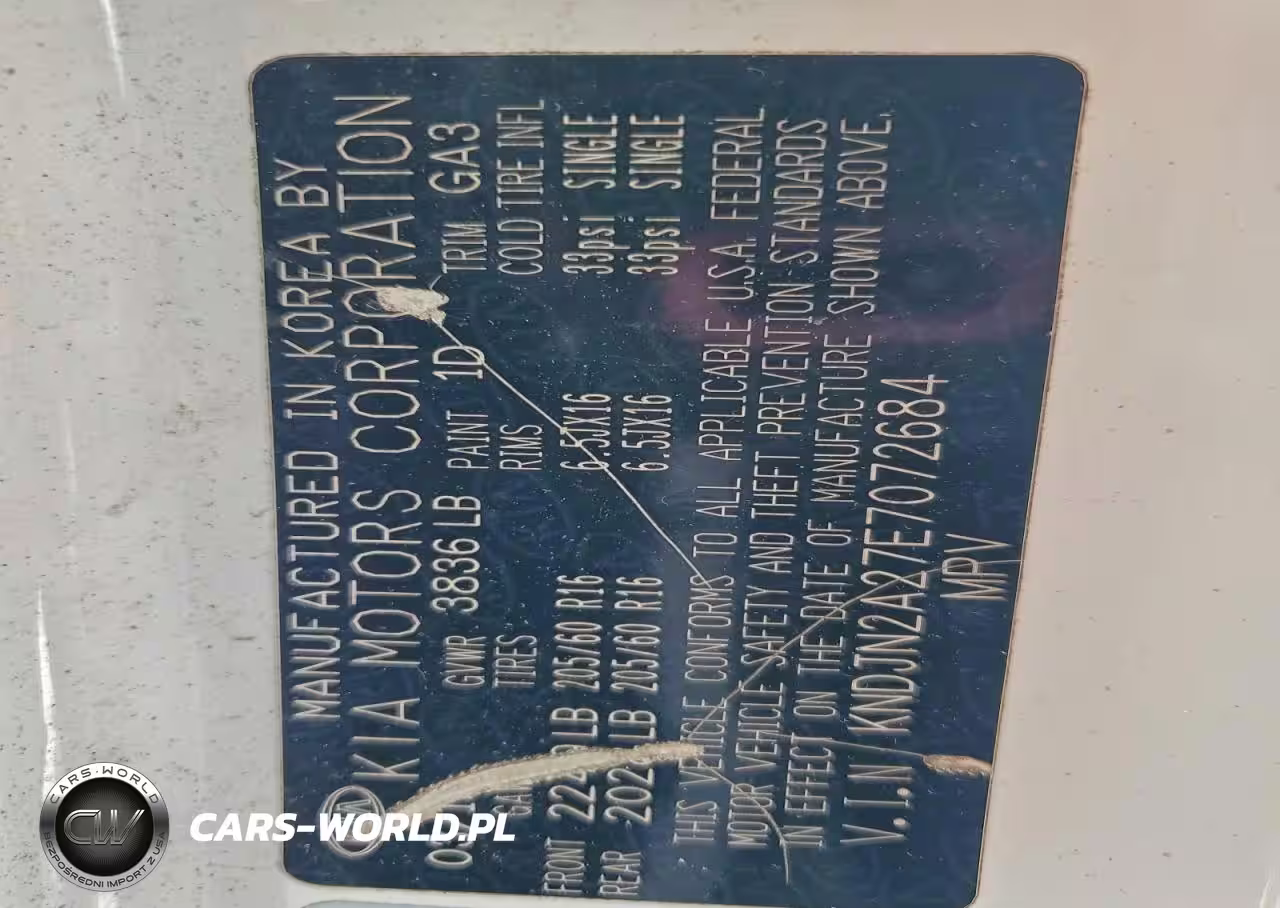 MANUFACTURED IN KOREA BY
KIA MOTORS CORPORATION
GVWR 3836 LB PAINT 1D TRIM GA3
TIRES RIMS COLD TIRE INFL
FRONT LB 205/60 R16 6.5JX16 33psi SINGLE
REAR LB 205/60 R16 6.5JX16 33psi SINGLE
THIS VEHICLE CONFORMS TO ALL APPLICABLE U.S.A. FEDERAL
MOTOR VEHICLE SAFETY AND THEFT PREVENTION STANDARDS
IN EFFECT ON THE DATE OF MANUFACTURE SHOWN ABOVE.
V.I.N KNDJN2A27E7072684
MPV
CARS-WORLD
CW
BEZPOŚREDNI IMPORT Z USA
CARS-WORLD.PL